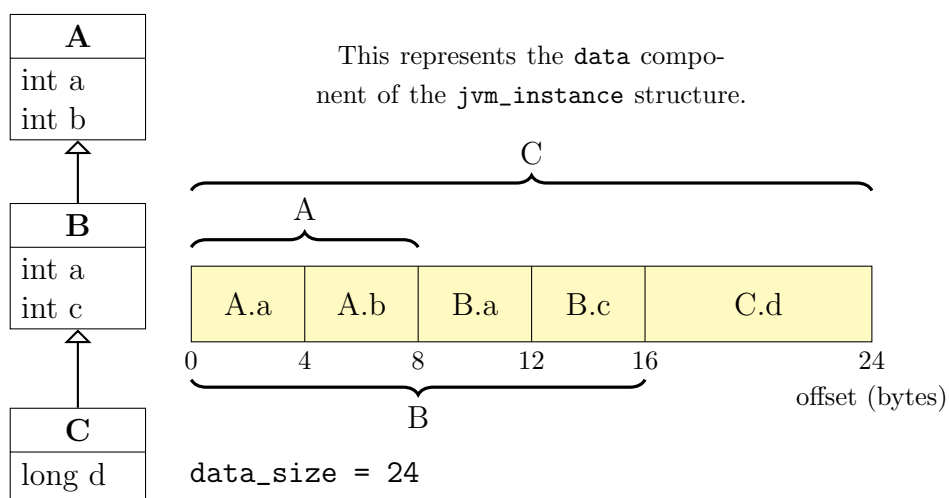 A
int a
int b
This represents the data compo-
nent of the jvm_instance structure.
C
A
B
int a
int c
A.a A.b B.a B.c C.d
0 4 8 12 16 24
offset (bytes)
B
C
long d
data_size = 24